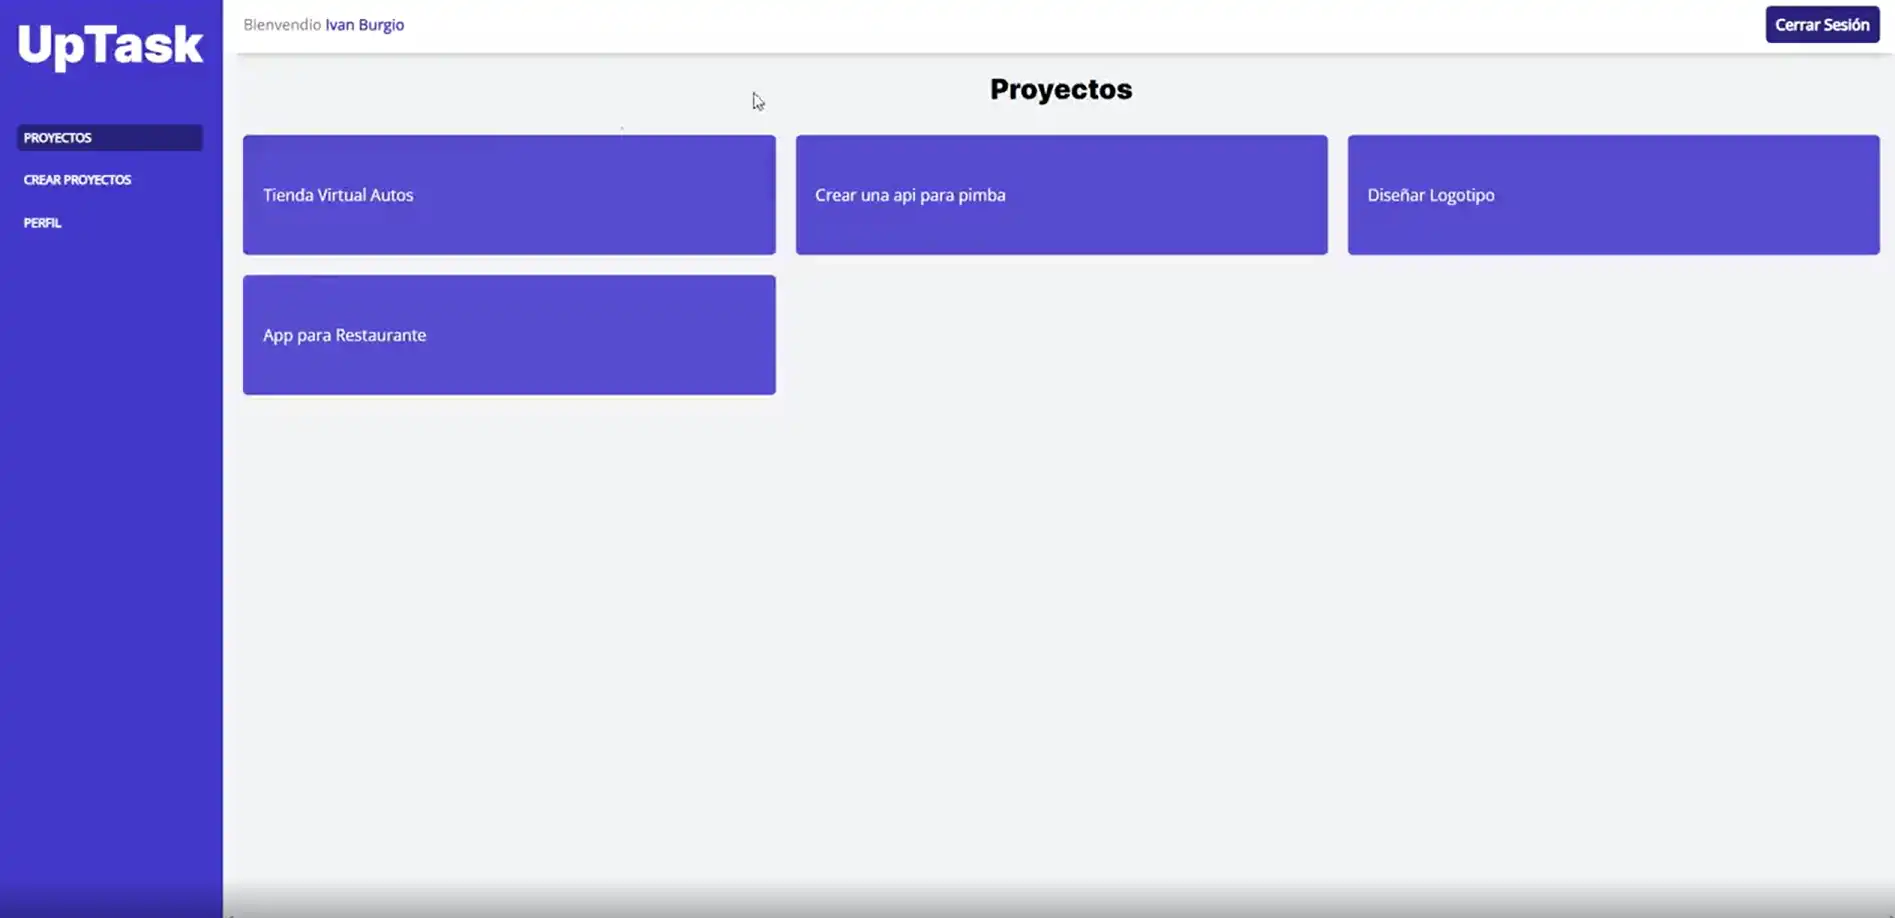 UpTask
PROYECTOS
CREAR PROYECTOS
PERFIL
Bienvendio Ivan Burgio
Cerrar Sesión
Proyectos
Tienda Virtual Autos
Crear una api para pimba
Diseñar Logotipo
App para Restaurante